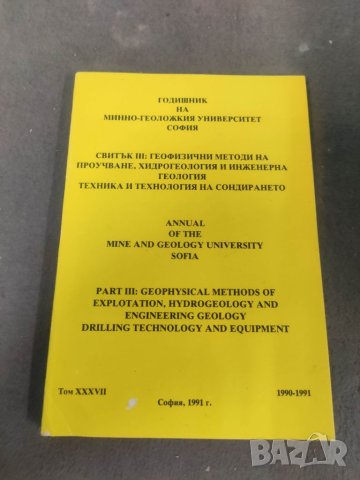 ГОДИШНИК
НА
МИННО-ГЕОЛОЖКИЯ УНИВЕРСИТЕТ
СОФИЯ
СВИТЪК III: ГЕОФИЗИЧНИ МЕТОДИ НА
ПРОУЧВАНЕ, ХИДРОГЕОЛОГИЯ И ИНЖЕНЕРНА
ГЕОЛОГИЯ
ТЕХНИКА И ТЕХНОЛОГИЯ НА СОНДИРАНЕТО
ANNUAL
OF THE
MINE AND GEOLOGY UNIVERSITY
SOFIA
PART III: GEOPHYSICAL METHODS OF
EXPLOTATION, HYDROGEOLOGY AND
ENGINEERING GEOLOGY
DRILLING TECHNOLOGY AND EQUIPMENT
Том XXXVII 1990-1991
София, 1991 г.
BAZAR